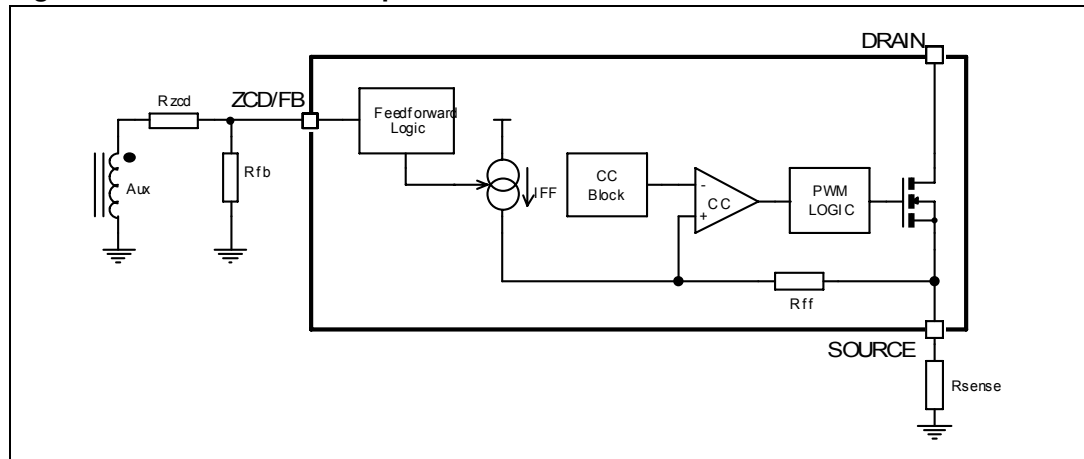 DRAIN
Rzcd
ZCD/FB
Feedforward
Logic
Aux
Rfb
IFF
CC
Block
-
+
CC
PWM
LOGIC
Rff
SOURCE
Rsense